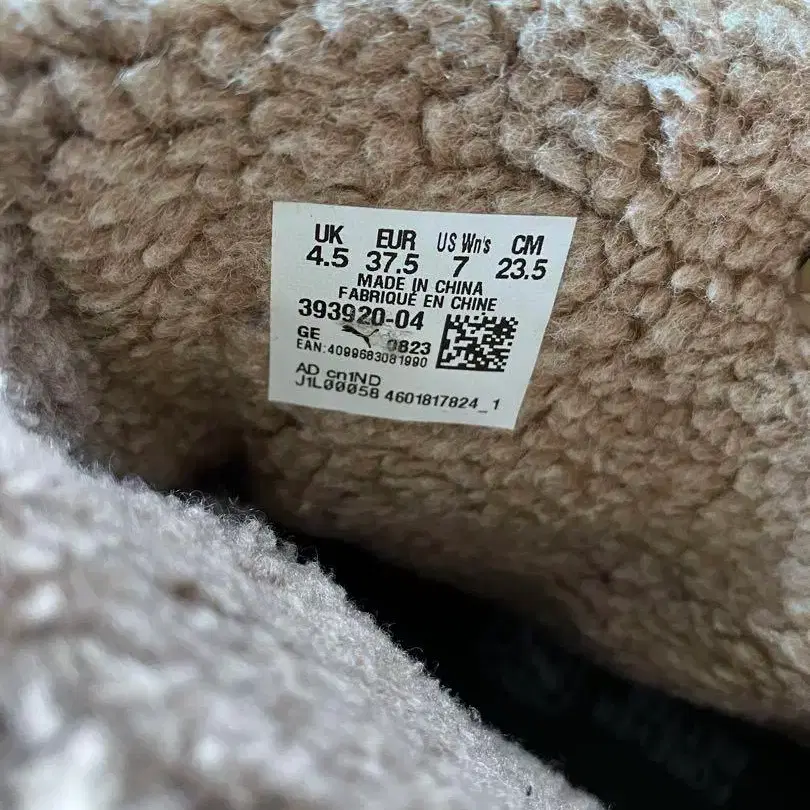 UK EUR US Wn's CM
4.5 37.5 7 23.5
MADE IN CHINA
FABRIQUÉ EN CHINE
393920-04
GE 0823
EAN:4099683081990
AD cn1ND
J1L00058 4601817824_1